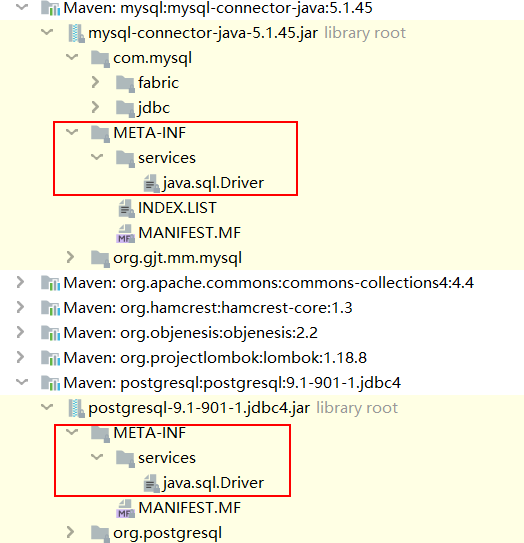 Maven: mysql:mysql-connector-java:5.1.45
mysql-connector-java-5.1.45.jar library root
com.mysql
fabric
jdbc
META-INF
services
java.sql.Driver
INDEX.LIST
MANIFEST.MF
org.gjt.mm.mysql
Maven: org.apache.commons:commons-collections4:4.4
Maven: org.hamcrest:hamcrest-core:1.3
Maven: org.objenesis:objenesis:2.2
Maven: org.projectlombok:lombok:1.18.8
Maven: postgresql:postgresql:9.1-901-1.jdbc4
postgresql-9.1-901-1.jdbc4.jar library root
META-INF
services
java.sql.Driver
MANIFEST.MF
org.postgresql